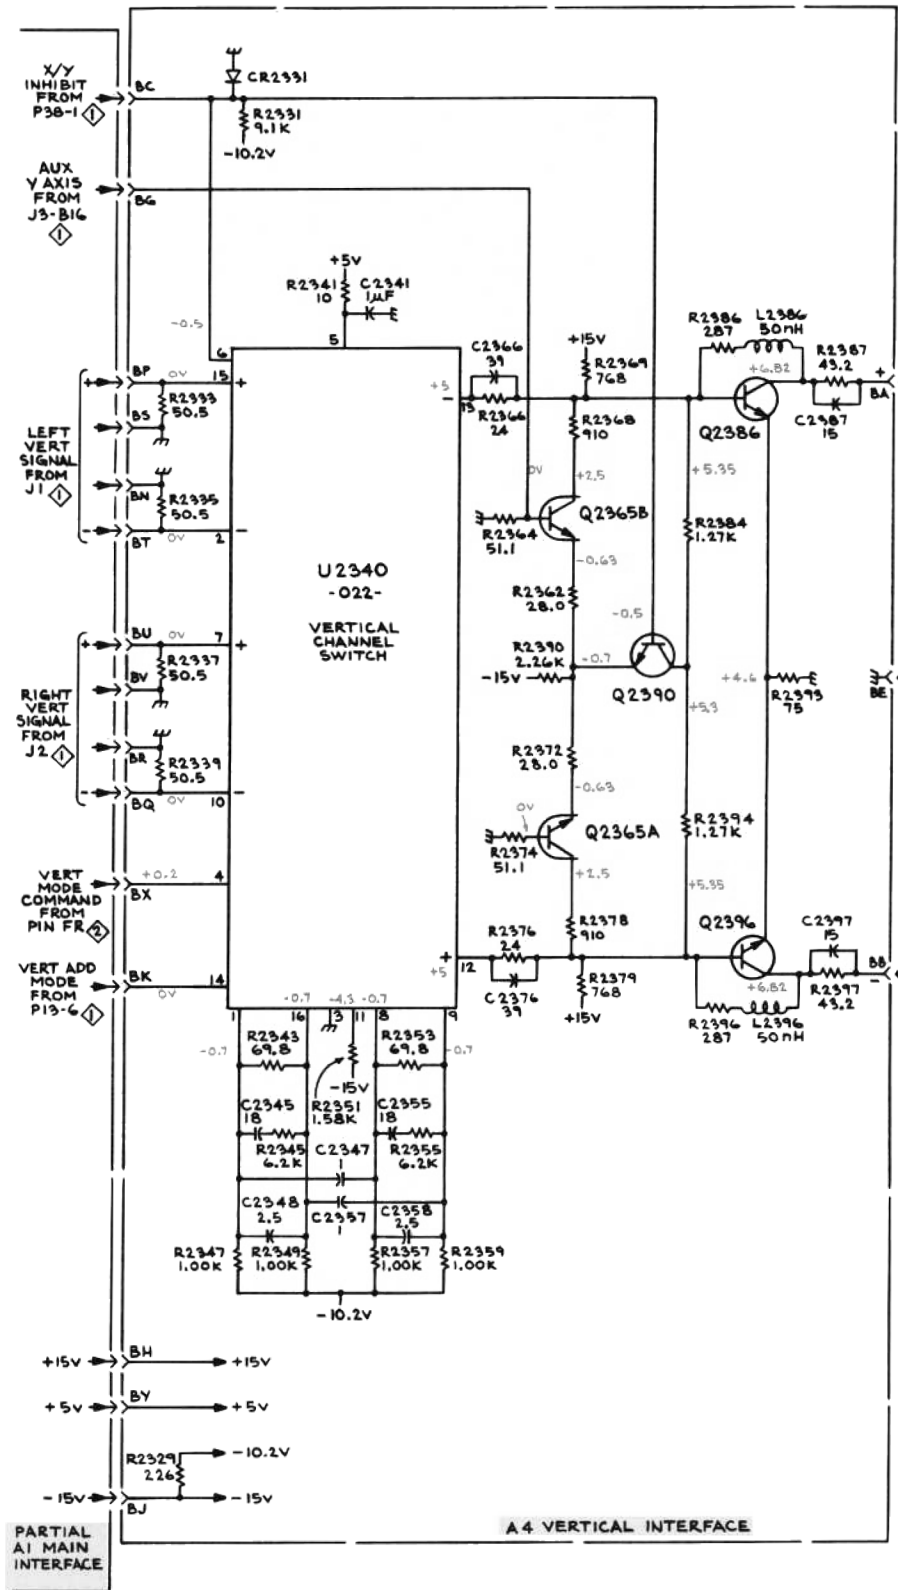 X/Y
INHIBIT
FROM
P38-1
1
BC
CR2331
R2331
9.1K
-10.2V
AUX
Y AXIS
FROM
J3-B16
1
BG
+5V
R2341
10
C2341
1µF
-0.5
5
6
LEFT
VERT
SIGNAL
FROM
J1
1
+
BP
0V
15
+
R2333
50.5
BS
BN
R2335
50.5
-
BT
0V
2
-
U2340
-022-
VERTICAL
CHANNEL
SWITCH
RIGHT
VERT
SIGNAL
FROM
J2
1
+
BU
0V
7
+
R2337
50.5
BV
BR
R2339
50.5
-
BQ
0V
10
-
VERT
MODE
COMMAND
FROM
PIN FR
2
+0.2
BX
4
VERT ADD
MODE
FROM
P13-6
1
BK
0V
14
C2366
39
+5
-
13
R2366
24
+15V
R2369
768
R2368
910
0V
+2.5
R2364
51.1
Q2365B
-0.63
R2362
28.0
R2390
2.26K
-15V
-0.7
-0.5
Q2390
+5.3
R2372
28.0
-0.63
0V
R2374
51.1
Q2365A
+2.5
R2378
910
R2376
24
+
+5
12
C2376
39
R2379
768
+15V
R2386
287
L2386
50nH
R2387
43.2
+6.82
+
BA
C2387
15
Q2386
+5.35
R2384
1.27K
+4.6
R2393
75
BE
R2394
1.27K
+5.35
Q2396
C2397
15
BB
-
+6.82
R2397
43.2
R2396
287
L2396
50nH
1
-0.7
16
-4.3
3
11
-0.7
8
9
-0.7
R2343
69.8
-0.7
R2353
69.8
-15V
R2351
1.58K
C2345
18
R2345
6.2K
C2355
18
R2355
6.2K
C2347
1
C2348
2.5
C2357
1
C2358
2.5
R2347
1.00K
R2349
1.00K
R2357
1.00K
R2359
1.00K
-10.2V
+15V
BH
+15V
+5V
BY
+5V
R2329
226
-10.2V
-15V
BJ
-15V
PARTIAL
A1 MAIN
INTERFACE
A4 VERTICAL INTERFACE